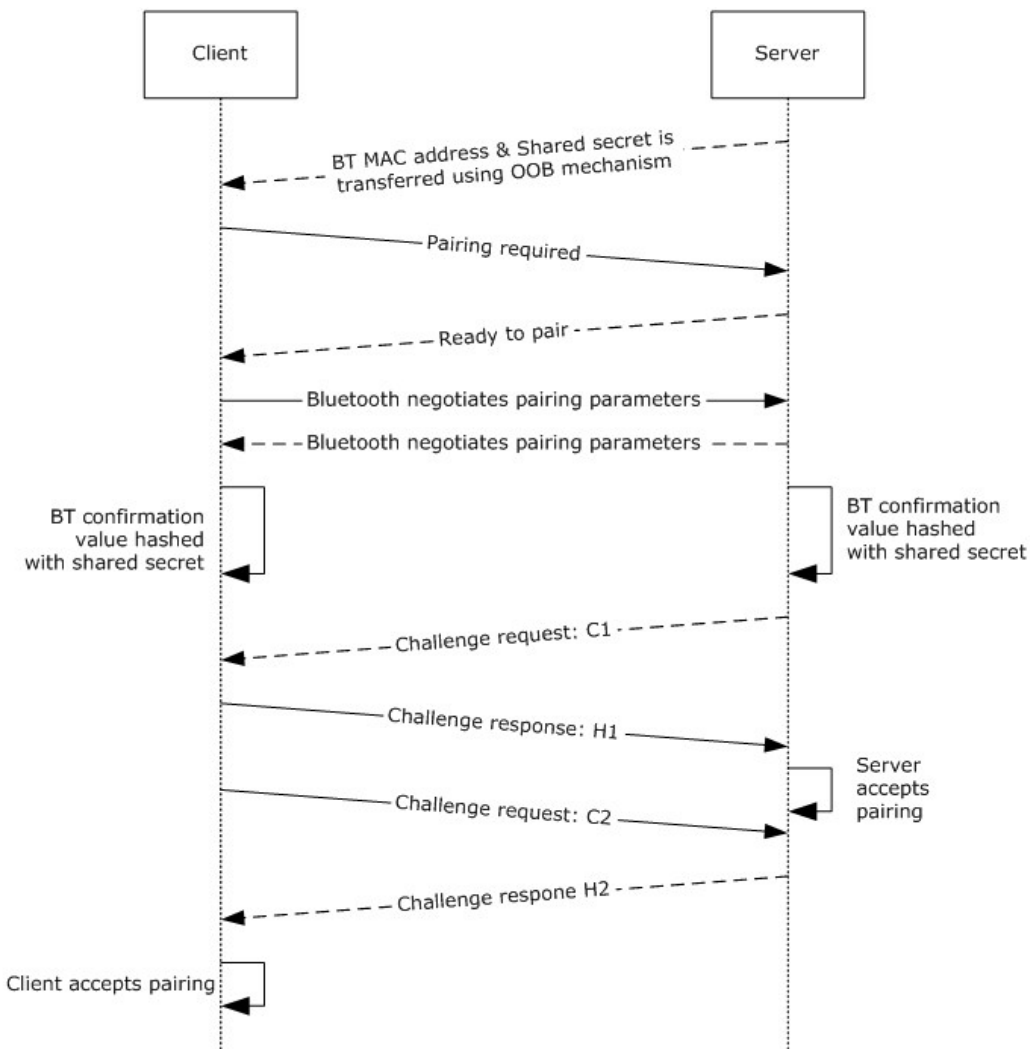 Client
Server
BT MAC address & Shared secret is
transferred using OOB mechanism
Pairing required
Ready to pair
Bluetooth negotiates pairing parameters
Bluetooth negotiates pairing parameters
BT confirmation
value hashed
with shared secret
BT confirmation
value hashed
with shared secret
Challenge request: C1
Challenge response: H1
Server
accepts
pairing
Challenge request: C2
Challenge respone H2
Client accepts pairing